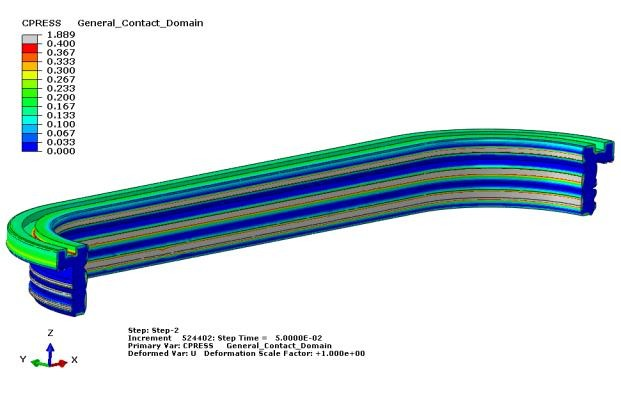 CPRESS General_Contact_Domain
1.889
0.400
0.367
0.333
0.300
0.267
0.233
0.200
0.167
0.133
0.100
0.067
0.033
0.000
Z
Y X
Step: Step-2
Increment 524402: Step Time = 5.0000E-02
Primary Var: CPRESS General_Contact_Domain
Deformed Var: U Deformation Scale Factor: +1.000e+00